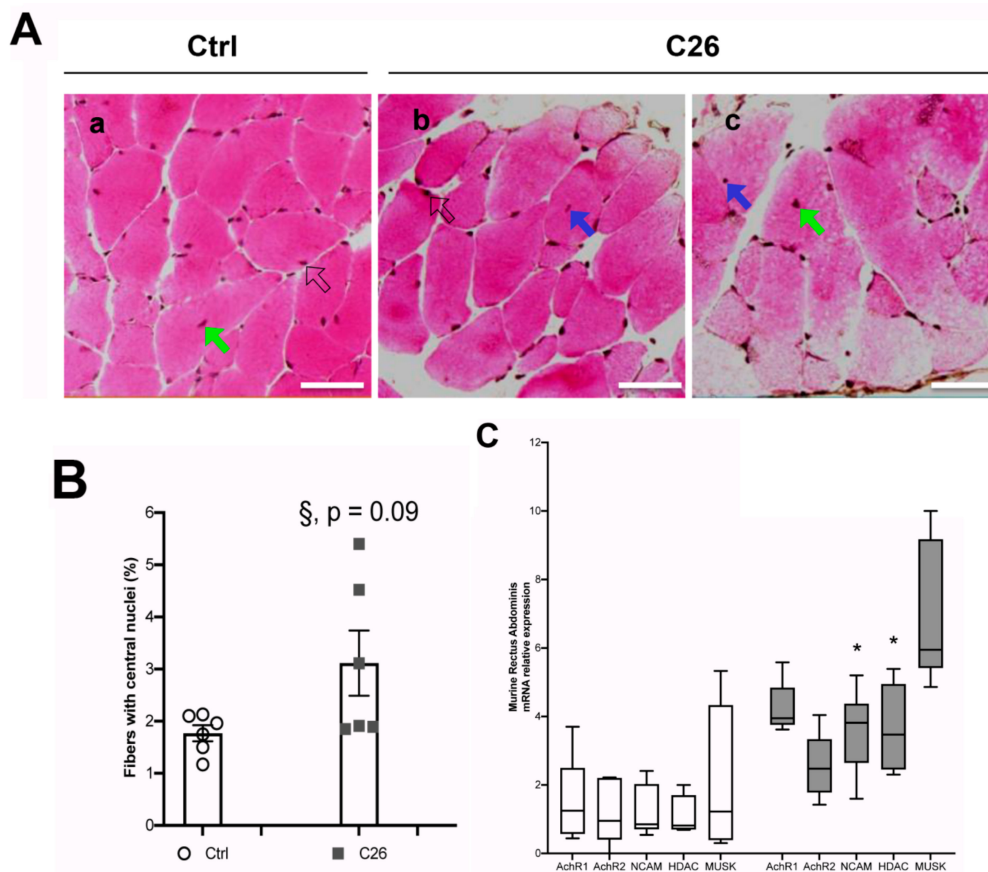 A
Ctrl
C26
a
b
c
B
§, p = 0.09
Fibers with central nuclei (%)
6
5
4
3
2
1
0
Ctrl
C26
C
Murine Rectus Abdominis
mRNA relative expression
12
10
8
6
4
2
0
*
*
AchR1 AchR2 NCAM HDAC MUSK AchR1 AchR2 NCAM HDAC MUSK